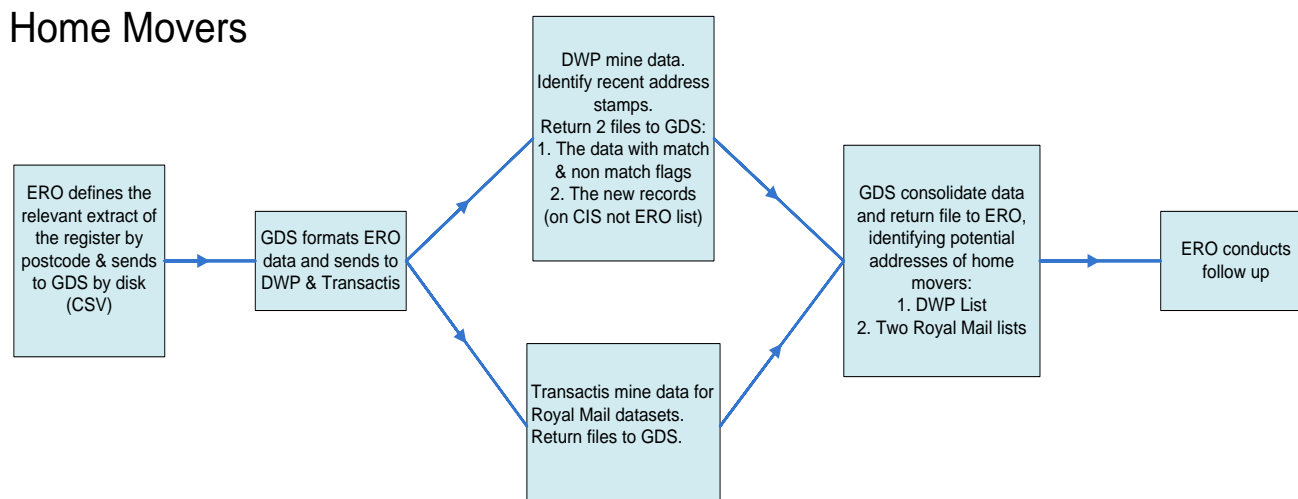 Home Movers
ERO defines the
relevant extract of
the register by
postcode & sends
to GDS by disk
(CSV)
GDS formats ERO
data and sends to
DWP & Transactis
DWP mine data.
Identify recent address
stamps.
Return 2 files to GDS:
1. The data with match
& non match flags
2. The new records
(on CIS not ERO list)
Transactis mine data for
Royal Mail datasets.
Return files to GDS.
GDS consolidate data
and return file to ERO,
identifying potential
addresses of home
movers:
1. DWP List
2. Two Royal Mail lists
ERO conducts
follow up